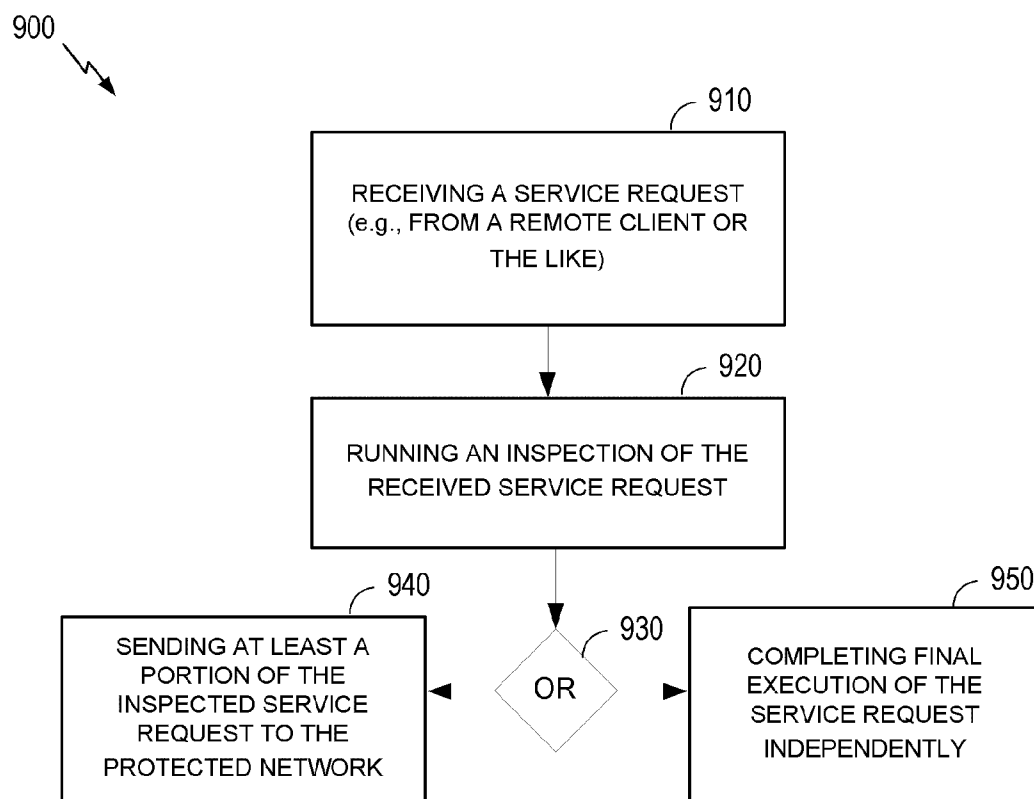 900
910
RECEIVING A SERVICE REQUEST
(e.g., FROM A REMOTE CLIENT OR
THE LIKE)
920
RUNNING AN INSPECTION OF THE
RECEIVED SERVICE REQUEST
940
SENDING AT LEAST A
PORTION OF THE
INSPECTED SERVICE
REQUEST TO THE
PROTECTED NETWORK
930
OR
950
COMPLETING FINAL
EXECUTION OF THE
SERVICE REQUEST
INDEPENDENTLY